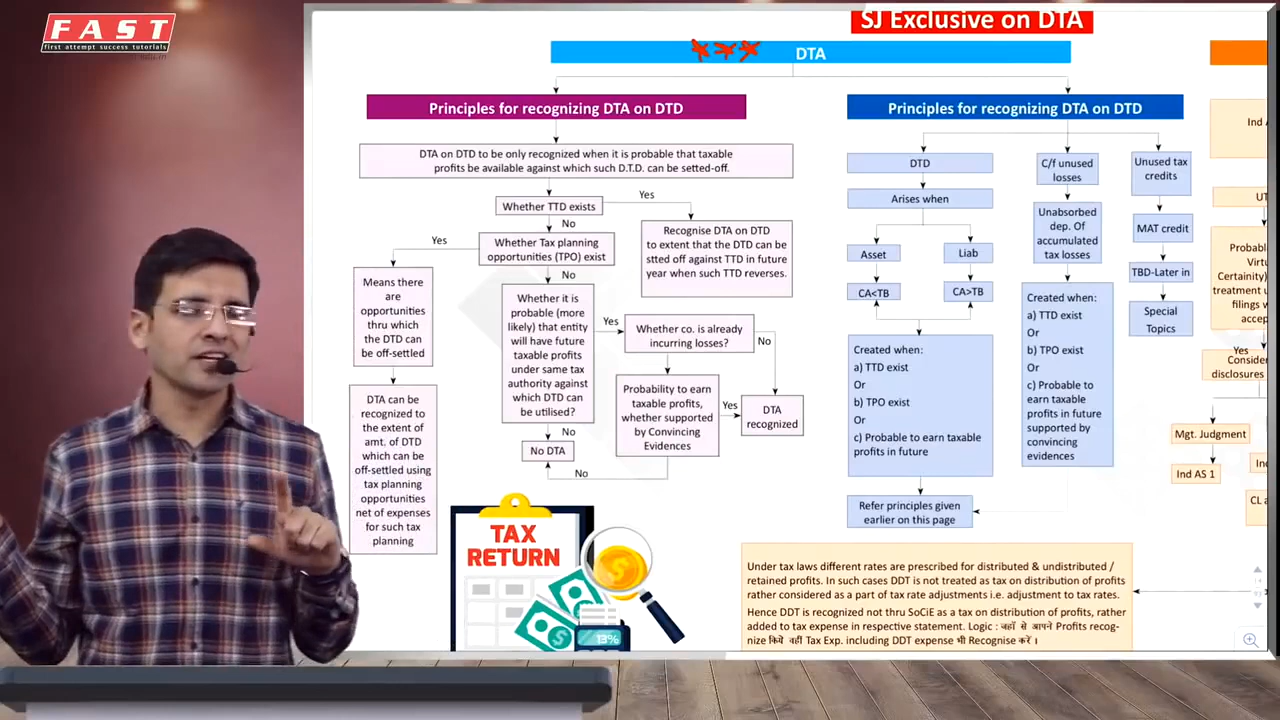 FAST
first attempt success tutorials
SJ Exclusive on DTA
DTA
Principles for recognizing DTA on DTD
DTA on DTD to be only recognized when it is probable that taxable
profits be available against which such D.T.D. can be setted-off.
Whether TTD exists
Yes
No
Recognise DTA on DTD
to extent that the DTD can be
stted off against TTD in future
year when such TTD reverses.
Whether Tax planning
opportunities (TPO) exist
Yes
No
Means there
are
opportunities
thru which
the DTD can
be off-settled
DTA can be
recognized to
the extent of
amt. of DTD
which can be
off-settled using
tax planning
opportunities
net of expenses
for such tax
planning
Whether it is
probable (more
likely) that entity
will have future
taxable profits
under same tax
authority against
which DTD can
be utilised?
Yes
Whether co. is already
incurring losses?
No
Probability to earn
taxable profits,
whether supported
by Convincing
Evidences
Yes
DTA
recognized
No
No DTA
No
TAX
RETURN
13%
Principles for recognizing DTA on DTD
DTD
Arises when
Asset
Liab
CA<TB
CA>TB
Created when:
a) TTD exist
Or
b) TPO exist
Or
c) Probable to earn taxable
profits in future
Refer principles given
earlier on this page
C/f unused
losses
Unabsorbed
dep. Of
accumulated
tax losses
Created when:
a) TTD exist
Or
b) TPO exist
Or
c) Probable to
earn taxable
profits in future
supported by
convincing
evidences
Unused tax
credits
MAT credit
TBD-Later in
Special
Topics
Under tax laws different rates are prescribed for distributed & undistributed /
retained profits. In such cases DDT is not treated as tax on distribution of profits
rather considered as a part of tax rate adjustments i.e. adjustment to tax rates.
Hence DDT is recognized not thru SoCiE as a tax on distribution of profits, rather
added to tax expense in respective statement. Logic : जहाँ से आपने Profits recog-
nize किये वहीं Tax Exp. including DDT expense भी Recognise करें ।
Ind
UT
Probab
Virtu
Certainity)
treatment u
filings w
accep
Yes
Consider
disclosures
Mgt. Judgment
Ind AS 1
CL a